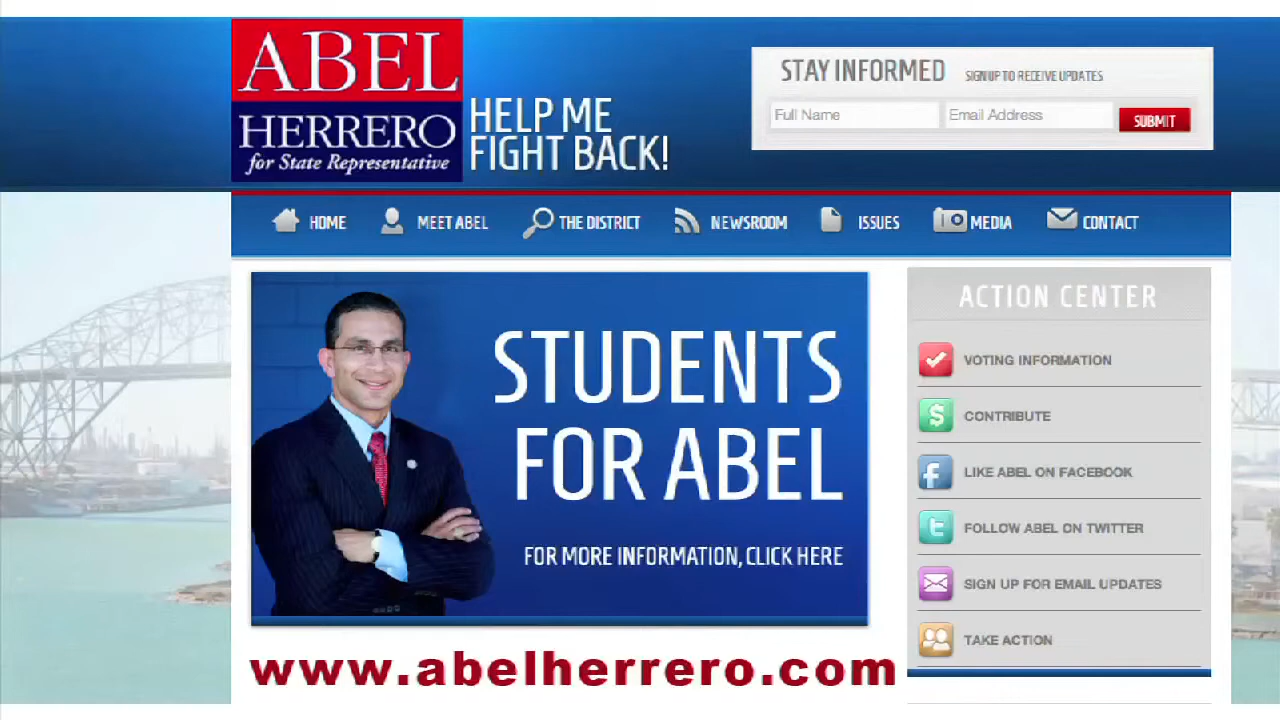 ABEL
HERRERO
for State Representative
HELP ME
FIGHT BACK!
STAY INFORMED SIGN UP TO RECEIVE UPDATES
Full Name Email Address SUBMIT
HOME MEET ABEL THE DISTRICT NEWSROOM ISSUES MEDIA CONTACT
STUDENTS
FOR ABEL
FOR MORE INFORMATION, CLICK HERE
ACTION CENTER
VOTING INFORMATION
CONTRIBUTE
LIKE ABEL ON FACEBOOK
FOLLOW ABEL ON TWITTER
SIGN UP FOR EMAIL UPDATES
TAKE ACTION
www.abelherrero.com